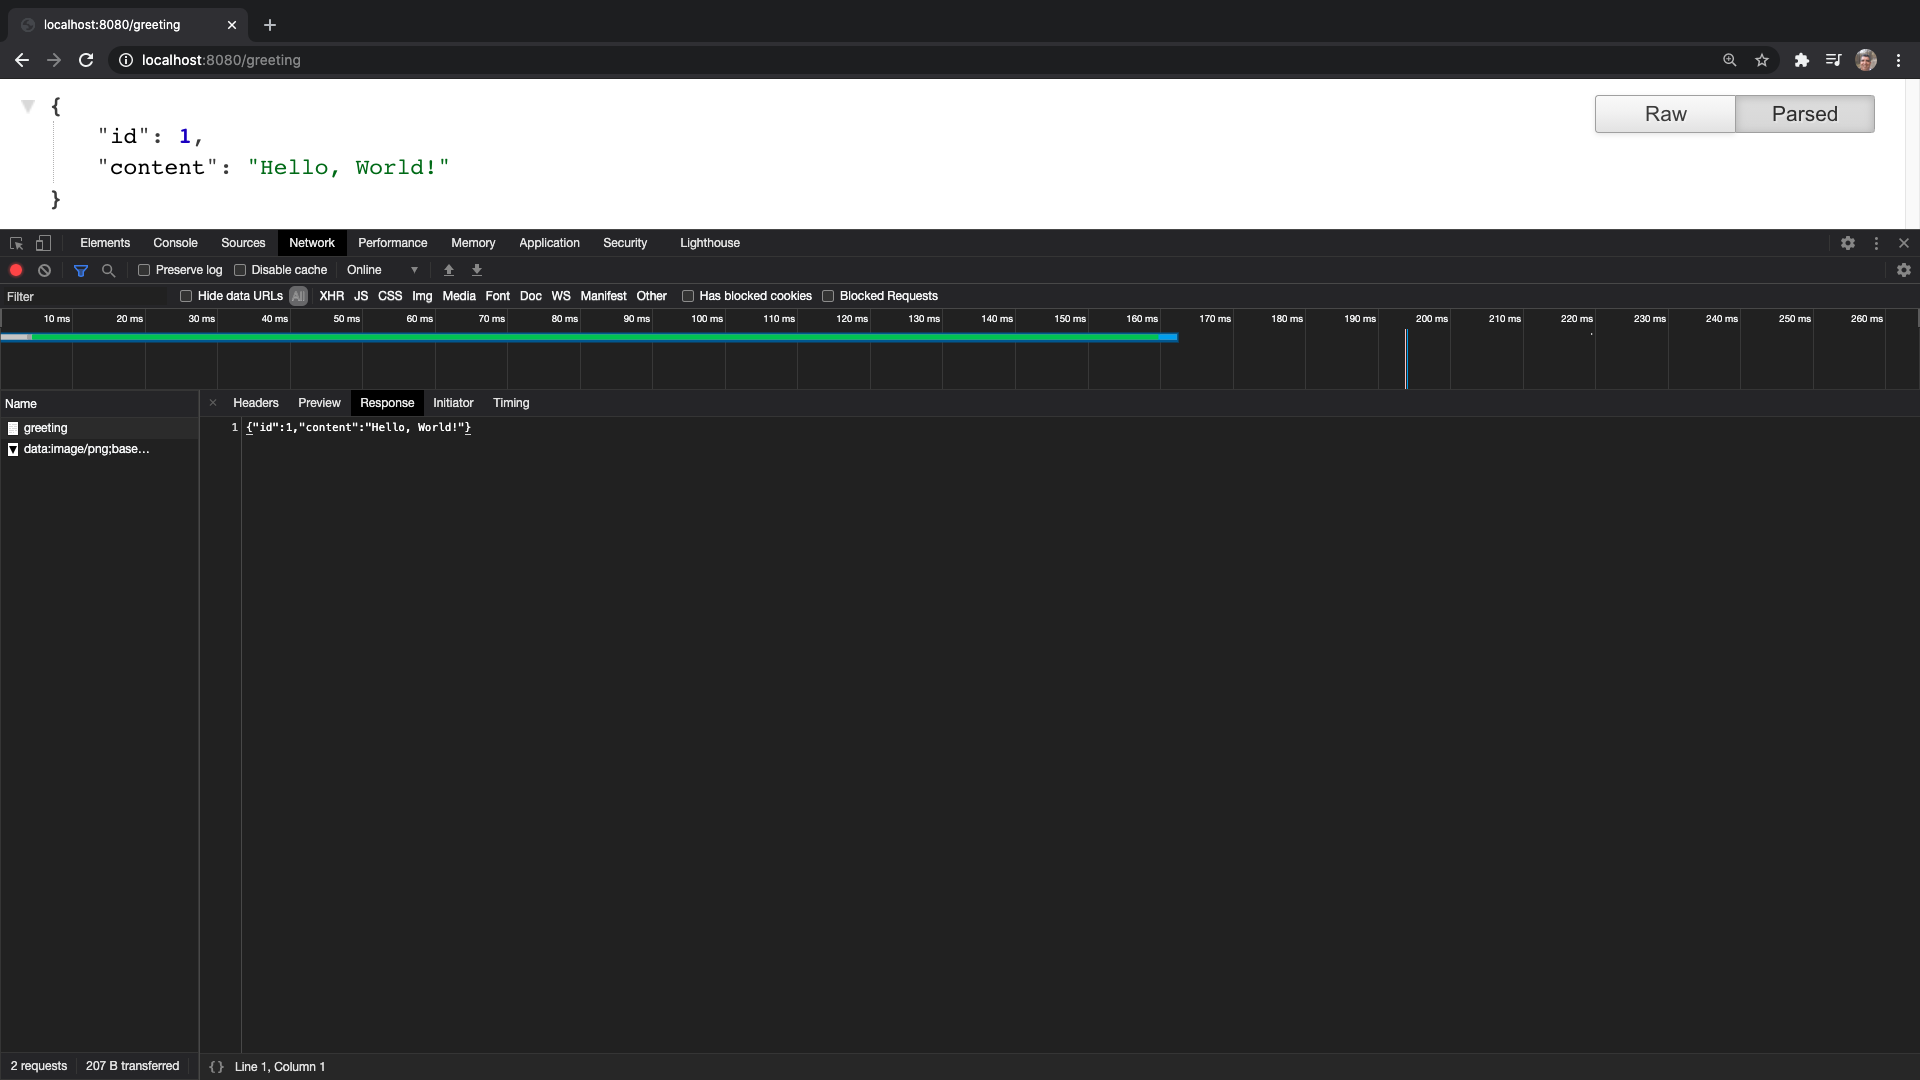 localhost:8080/greeting
localhost:8080/greeting
{
"id": 1,
"content": "Hello, World!"
}
Raw Parsed
Elements Console Sources Network Performance Memory Application Security Lighthouse
Preserve log Disable cache Online
Filter Hide data URLs All XHR JS CSS Img Media Font Doc WS Manifest Other Has blocked cookies Blocked Requests
10 ms 20 ms 30 ms 40 ms 50 ms 60 ms 70 ms 80 ms 90 ms 100 ms 110 ms 120 ms 130 ms 140 ms 150 ms 160 ms 170 ms 180 ms 190 ms 200 ms 210 ms 220 ms 230 ms 240 ms 250 ms 260 ms
Name Headers Preview Response Initiator Timing
greeting
data:image/png;base…
1 {"id":1,"content":"Hello, World!"}
2 requests 207 B transferred {} Line 1, Column 1